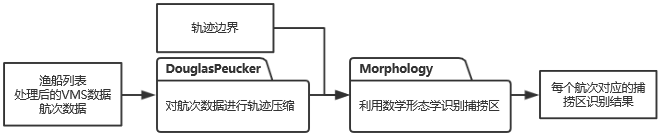 轨迹边界
渔船列表
处理后的VMS数据
航次数据
DouglasPeucker
对航次数据进行轨迹压缩
Morphology
利用数学形态学识别捕捞区
每个航次对应的捕
捞区识别结果